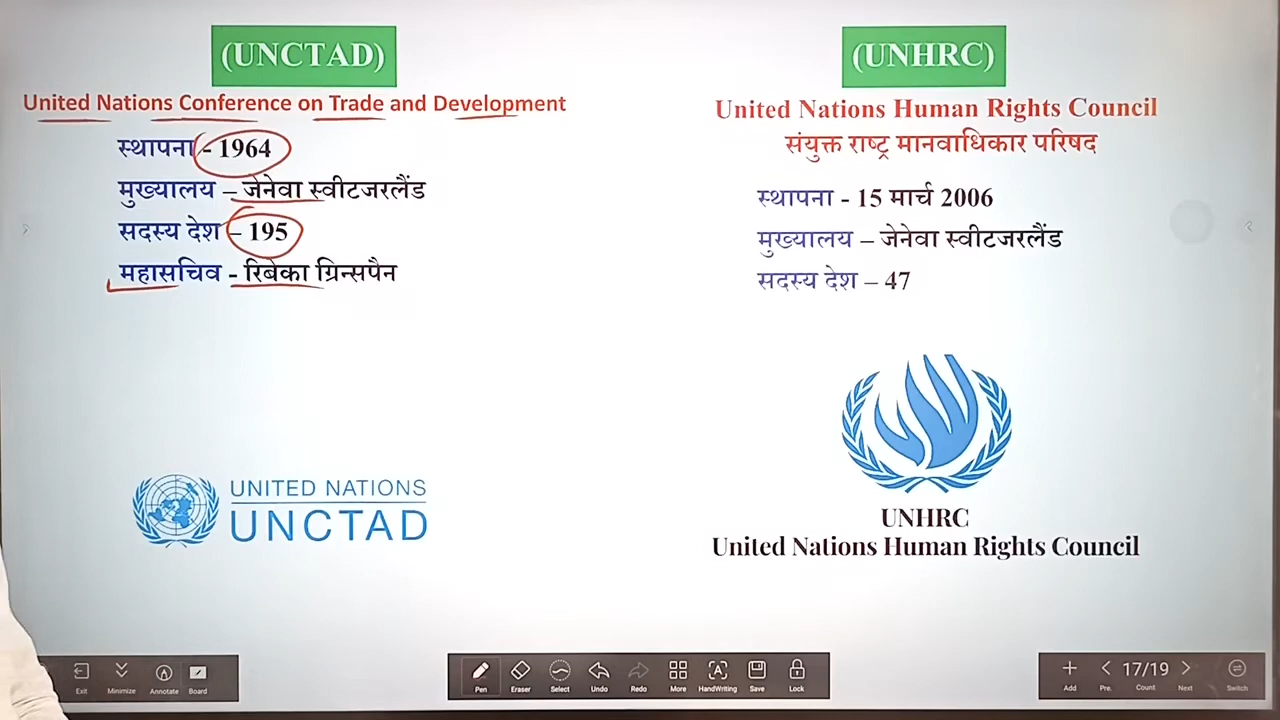 (UNCTAD)
United Nations Conference on Trade and Development
स्थापना - 1964
मुख्यालय – जेनेवा स्वीटजरलैंड
सदस्य देश – 195
महासचिव - रिबेका ग्रिन्सपैन
UNITED NATIONS
UNCTAD
(UNHRC)
United Nations Human Rights Council
संयुक्त राष्ट्र मानवाधिकार परिषद
स्थापना - 15 मार्च 2006
मुख्यालय – जेनेवा स्वीटजरलैंड
सदस्य देश – 47
UNHRC
United Nations Human Rights Council
Exit Minimize Annotate Board
Pen Eraser Select Undo Redo More HandWriting Save Lock
17/19
Add Pre. Count Next Switch